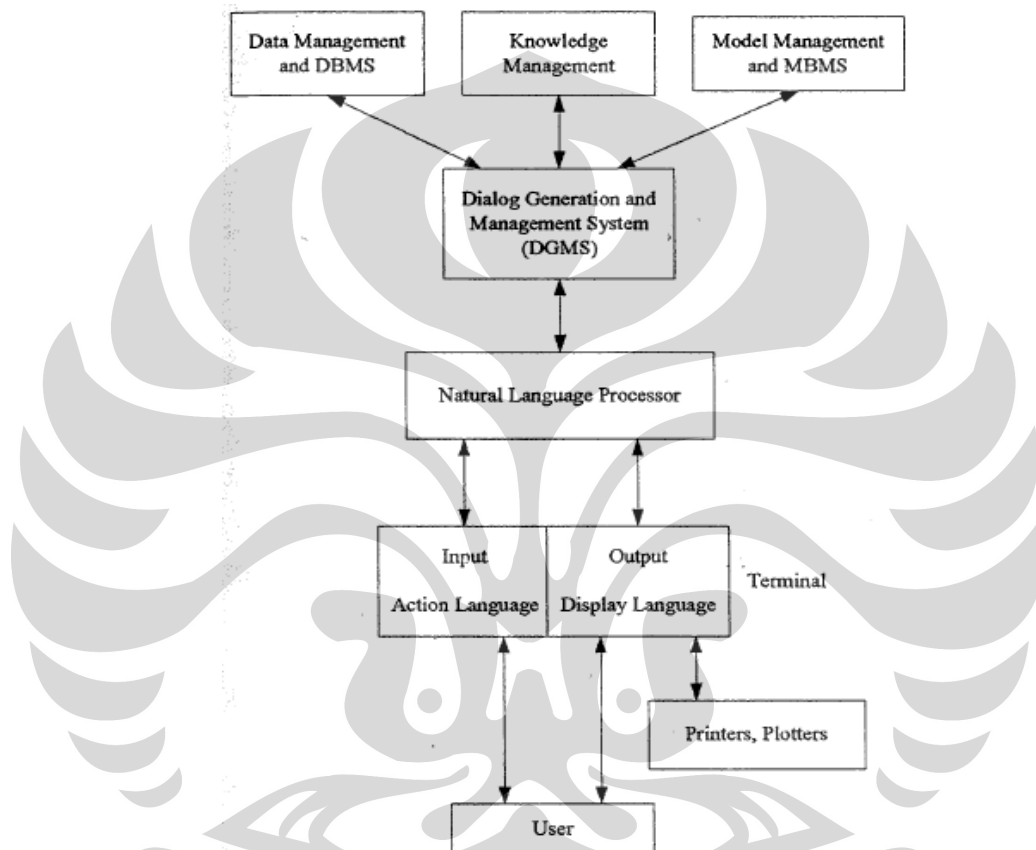 Data Management
and DBMS
Knowledge
Management
Model Management
and MBMS
Dialog Generation and
Management System
(DGMS)
Natural Language Processor
Input
Action Language
Output
Display Language
Terminal
Printers, Plotters
User